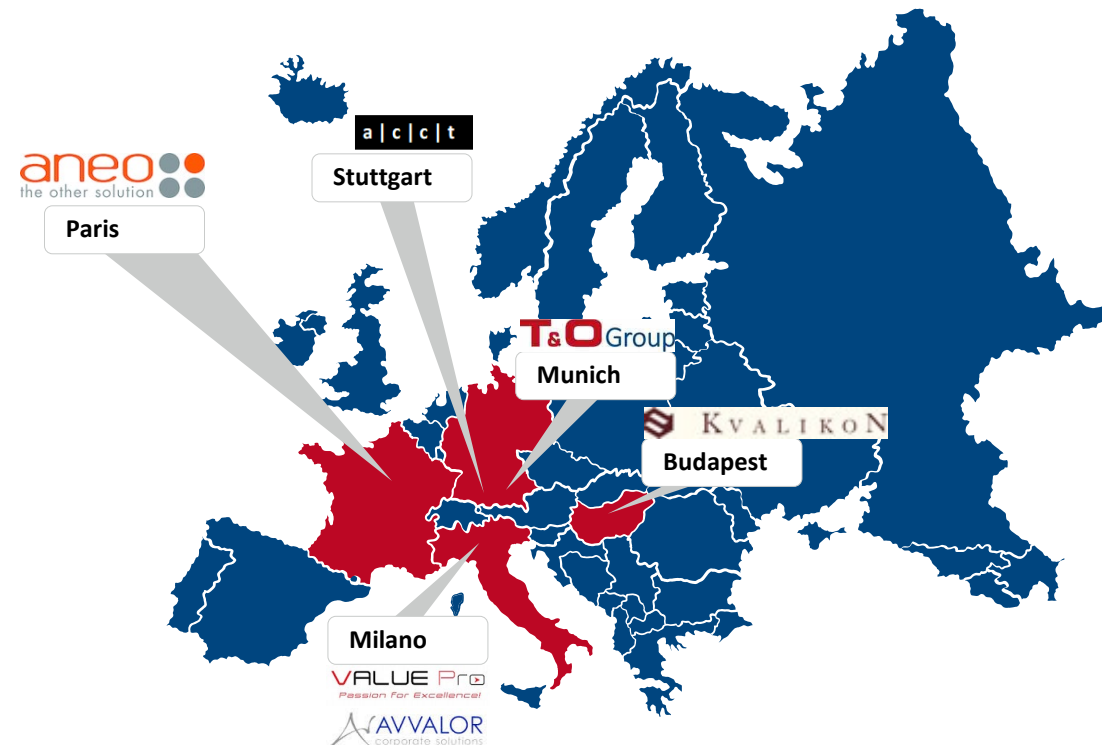 a|c|c|t
Stuttgart
aneo
the other solution
Paris
T&O Group
Munich
KVALIKON
Budapest
Milano
VALUE Pro
Passion for Excellence!
AVVALOR
corporate solutions